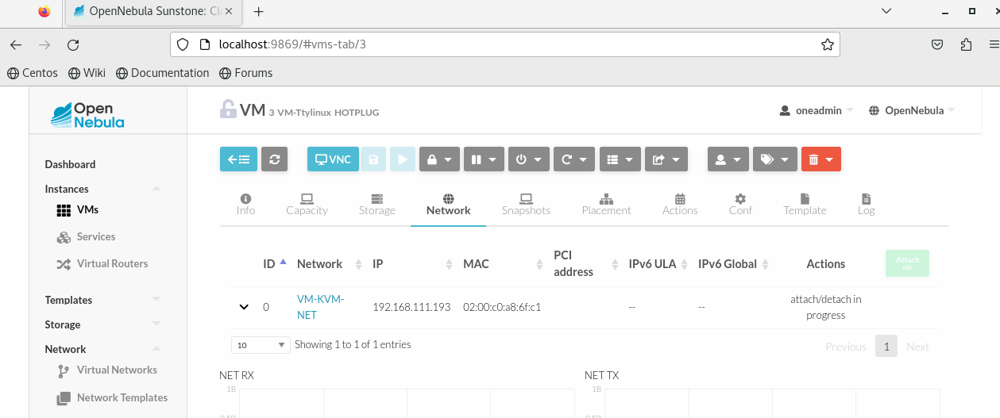 OpenNebula Sunstone: Cl
localhost:9869/#vms-tab/3
Centos Wiki Documentation Forums
Open
Nebula
VM 3 VM-Ttylinux HOTPLUG
oneadmin OpenNebula
VNC
Dashboard
Instances
VMs
Services
Virtual Routers
Templates
Storage
Network
Virtual Networks
Network Templates
Info Capacity Storage Network Snapshots Placement Actions Conf Template Log
ID Network IP MAC PCI address IPv6 ULA IPv6 Global Actions Attach nic
0 VM-KVM-NET 192.168.111.193 02:00:c0:a8:6f:c1 -- -- attach/detach in progress
10 Showing 1 to 1 of 1 entries Previous 1 Next
NET RX NET TX
1B 1B